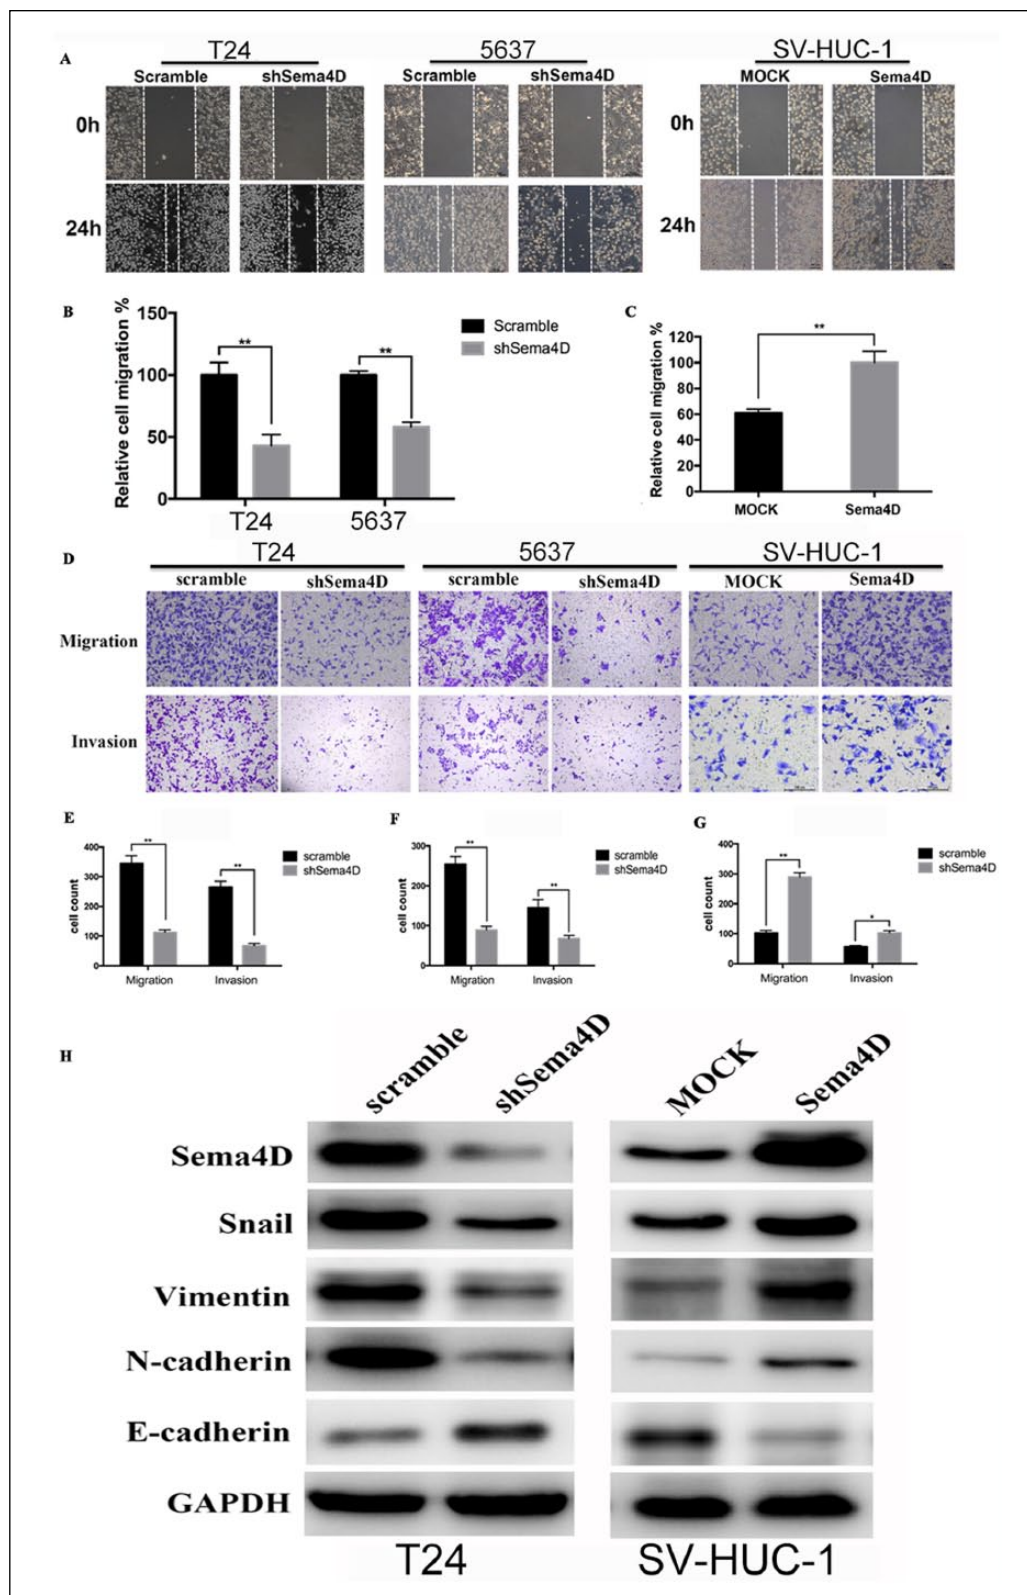 T24 5637 SV-HUC-1
A Scramble shSema4D Scramble shSema4D MOCK Sema4D
0h 0h
24h 24h
B C
Relative cell migration %
150
100
50
0
** **
T24 5637
Scramble
shSema4D
Relative cell migration %
120
100
80
60
40
20
0
**
MOCK Sema4D
D T24 5637 SV-HUC-1
scramble shSema4D scramble shSema4D MOCK Sema4D
Migration
Invasion
E
cell count
400
300
200
100
0
** **
Migration Invasion
scramble
shSema4D
F
cell count
300
200
100
0
** **
Migration Invasion
scramble
shSema4D
G
cell count
400
300
200
100
0
** *
Migration Invasion
scramble
shSema4D
H scramble shSema4D MOCK Sema4D
Sema4D
Snail
Vimentin
N-cadherin
E-cadherin
GAPDH
T24 SV-HUC-1